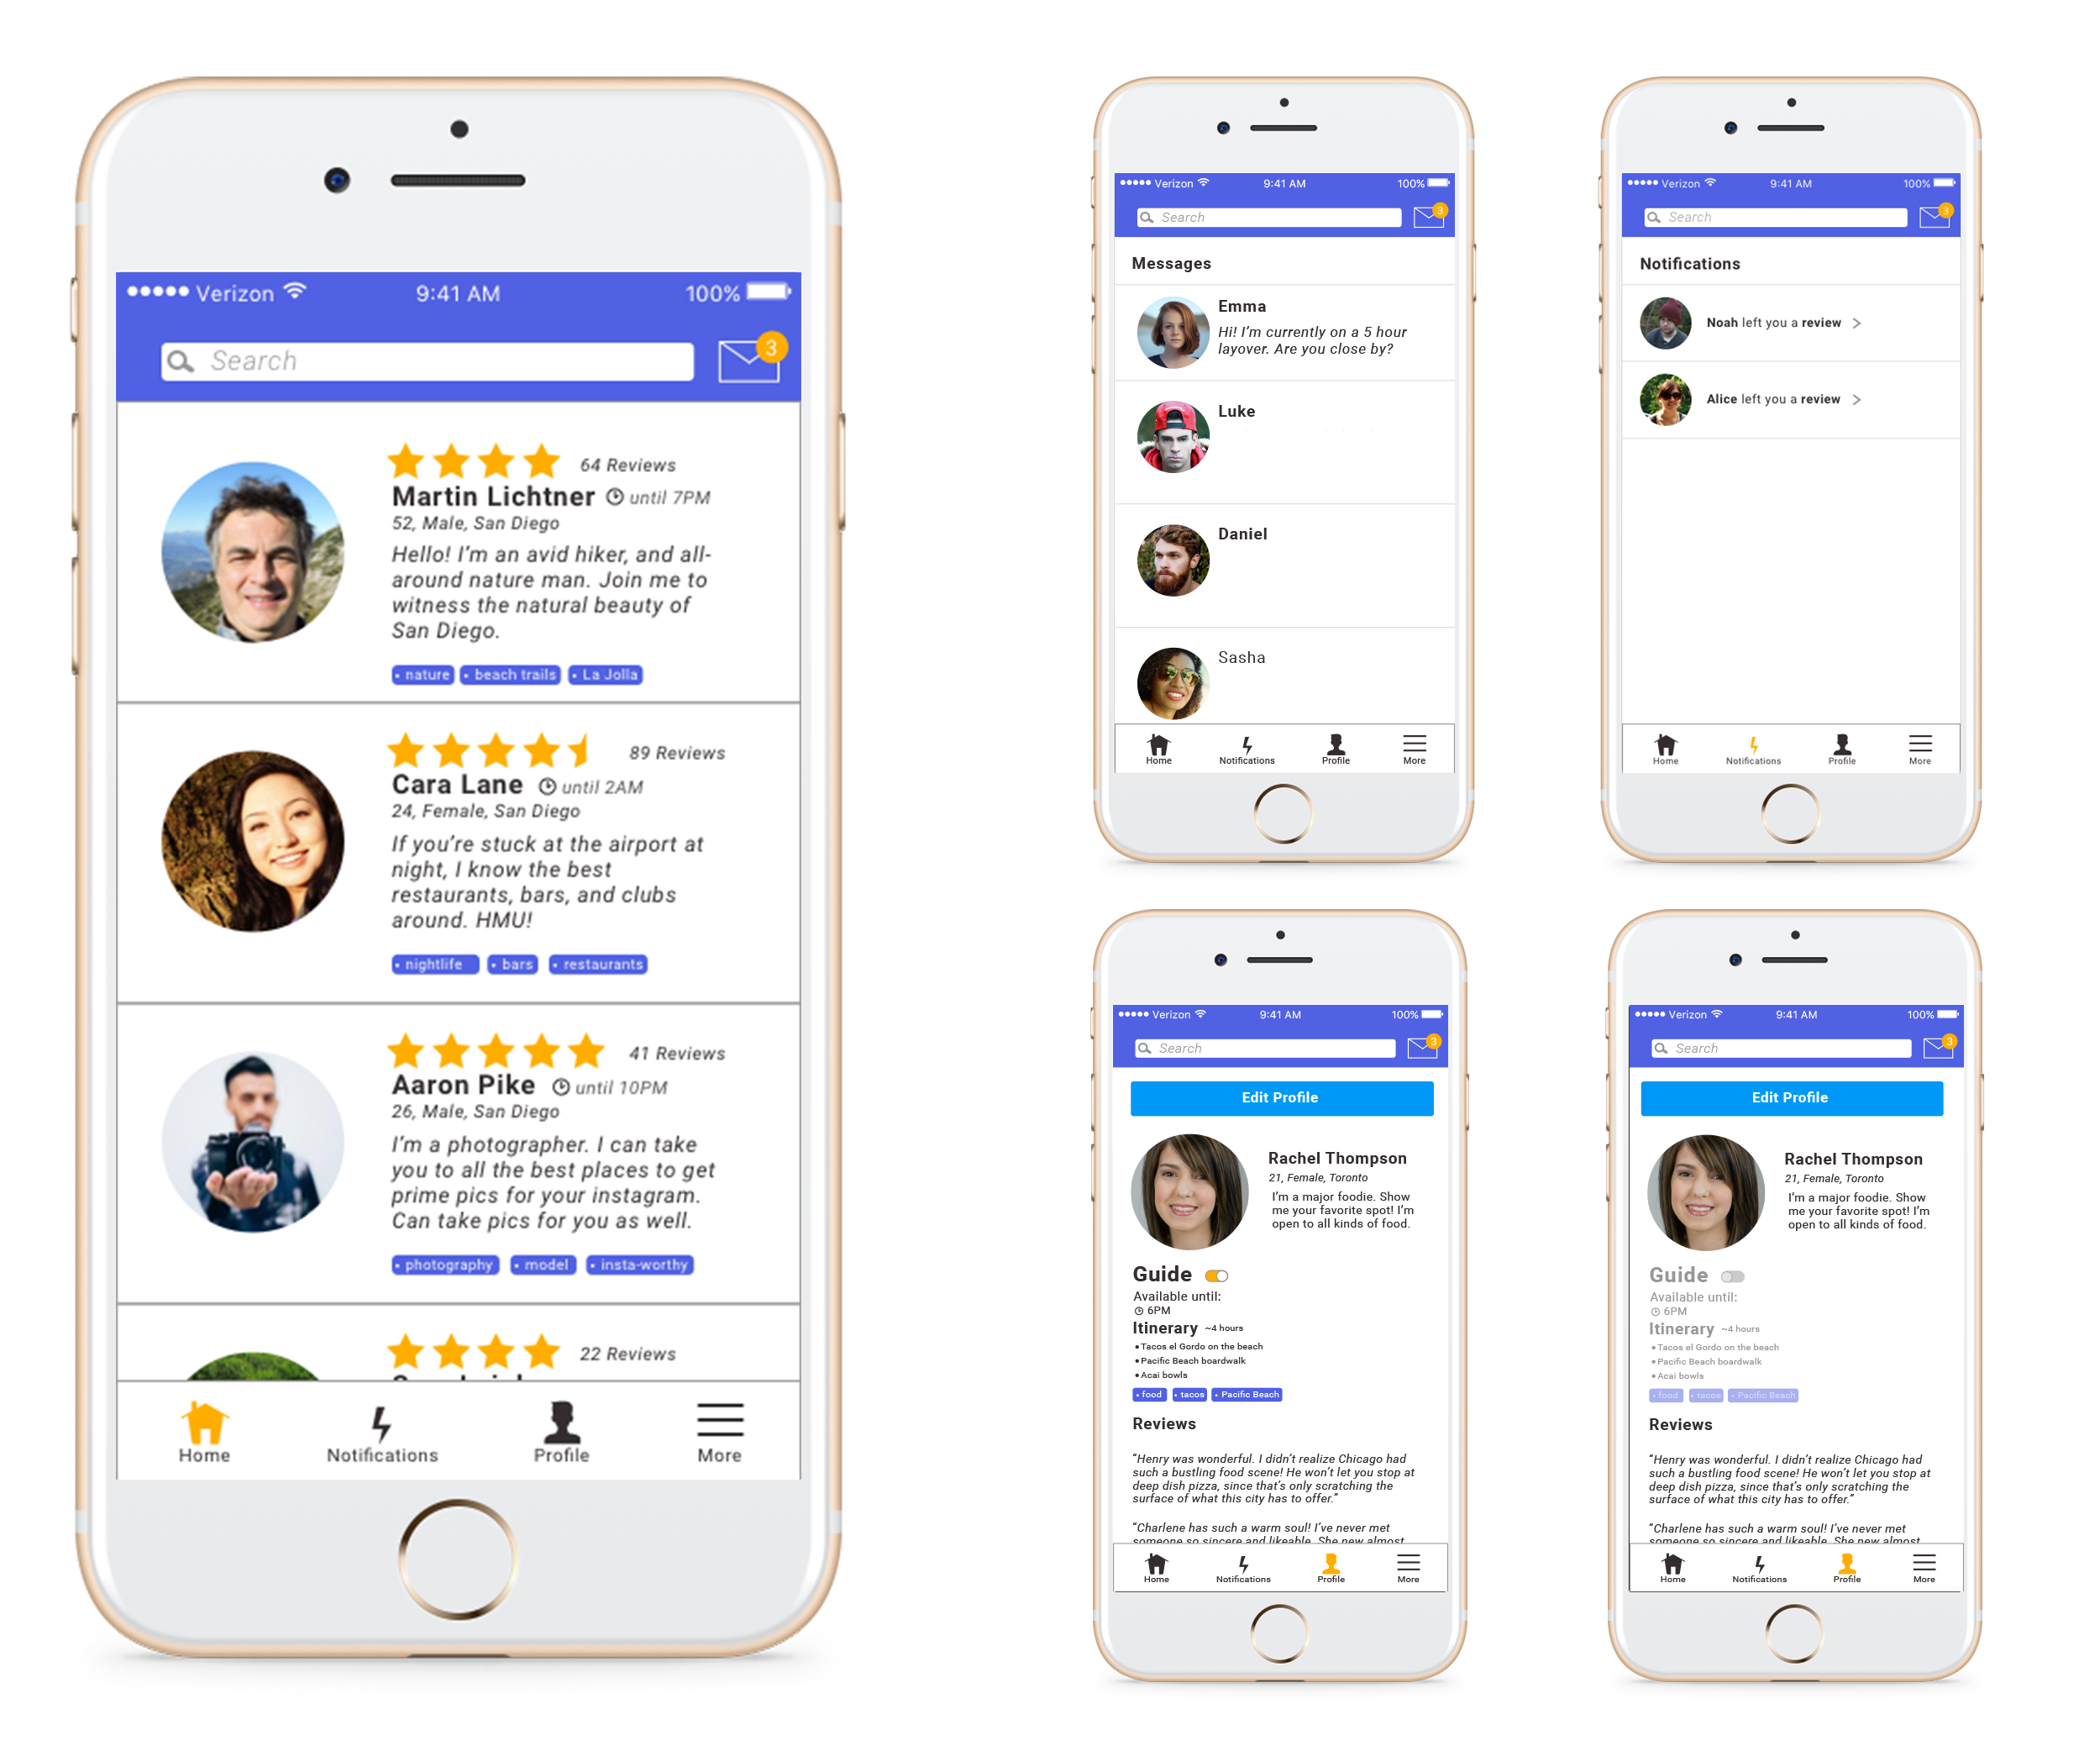 Verizon 9:41 AM 100%
Search 3
64 Reviews
Martin Lichtner until 7PM
52, Male, San Diego
Hello! I'm an avid hiker, and all-
around nature man. Join me to
witness the natural beauty of
San Diego.
• nature • beach trails • La Jolla
89 Reviews
Cara Lane until 2AM
24, Female, San Diego
If you're stuck at the airport at
night, I know the best
restaurants, bars, and clubs
around. HMU!
• nightlife • bars • restaurants
41 Reviews
Aaron Pike until 10PM
26, Male, San Diego
I'm a photographer. I can take
you to all the best places to get
prime pics for your instagram.
Can take pics for you as well.
• photography • model • insta-worthy
22 Reviews
Home Notifications Profile More
Verizon 9:41 AM 100%
Search 3
Messages
Emma
Hi! I'm currently on a 5 hour
layover. Are you close by?
Luke
Daniel
Sasha
Home Notifications Profile More
Verizon 9:41 AM 100%
Search 3
Notifications
Noah left you a review >
Alice left you a review >
Home Notifications Profile More
Verizon 9:41 AM 100%
Search 3
Edit Profile
Rachel Thompson
21, Female, Toronto
I'm a major foodie. Show
me your favorite spot! I'm
open to all kinds of food.
Guide
Available until:
6PM
Itinerary ~4 hours
• Tacos el Gordo on the beach
• Pacific Beach boardwalk
• Acai bowls
• food • tacos • Pacific Beach
Reviews
"Henry was wonderful. I didn't realize Chicago had
such a bustling food scene! He won't let you stop at
deep dish pizza, since that's only scratching the
surface of what this city has to offer."
"Charlene has such a warm soul! I've never met
someone so sincere and likeable. She new almost
Home Notifications Profile More
Verizon 9:41 AM 100%
Search 3
Edit Profile
Rachel Thompson
21, Female, Toronto
I'm a major foodie. Show
me your favorite spot! I'm
open to all kinds of food.
Guide
Available until:
6PM
Itinerary ~4 hours
• Tacos el Gordo on the beach
• Pacific Beach boardwalk
• Acai bowls
• food • tacos • Pacific Beach
Reviews
"Henry was wonderful. I didn't realize Chicago had
such a bustling food scene! He won't let you stop at
deep dish pizza, since that's only scratching the
surface of what this city has to offer."
"Charlene has such a warm soul! I've never met
someone so sincere and likeable. She new almost
Home Notifications Profile More